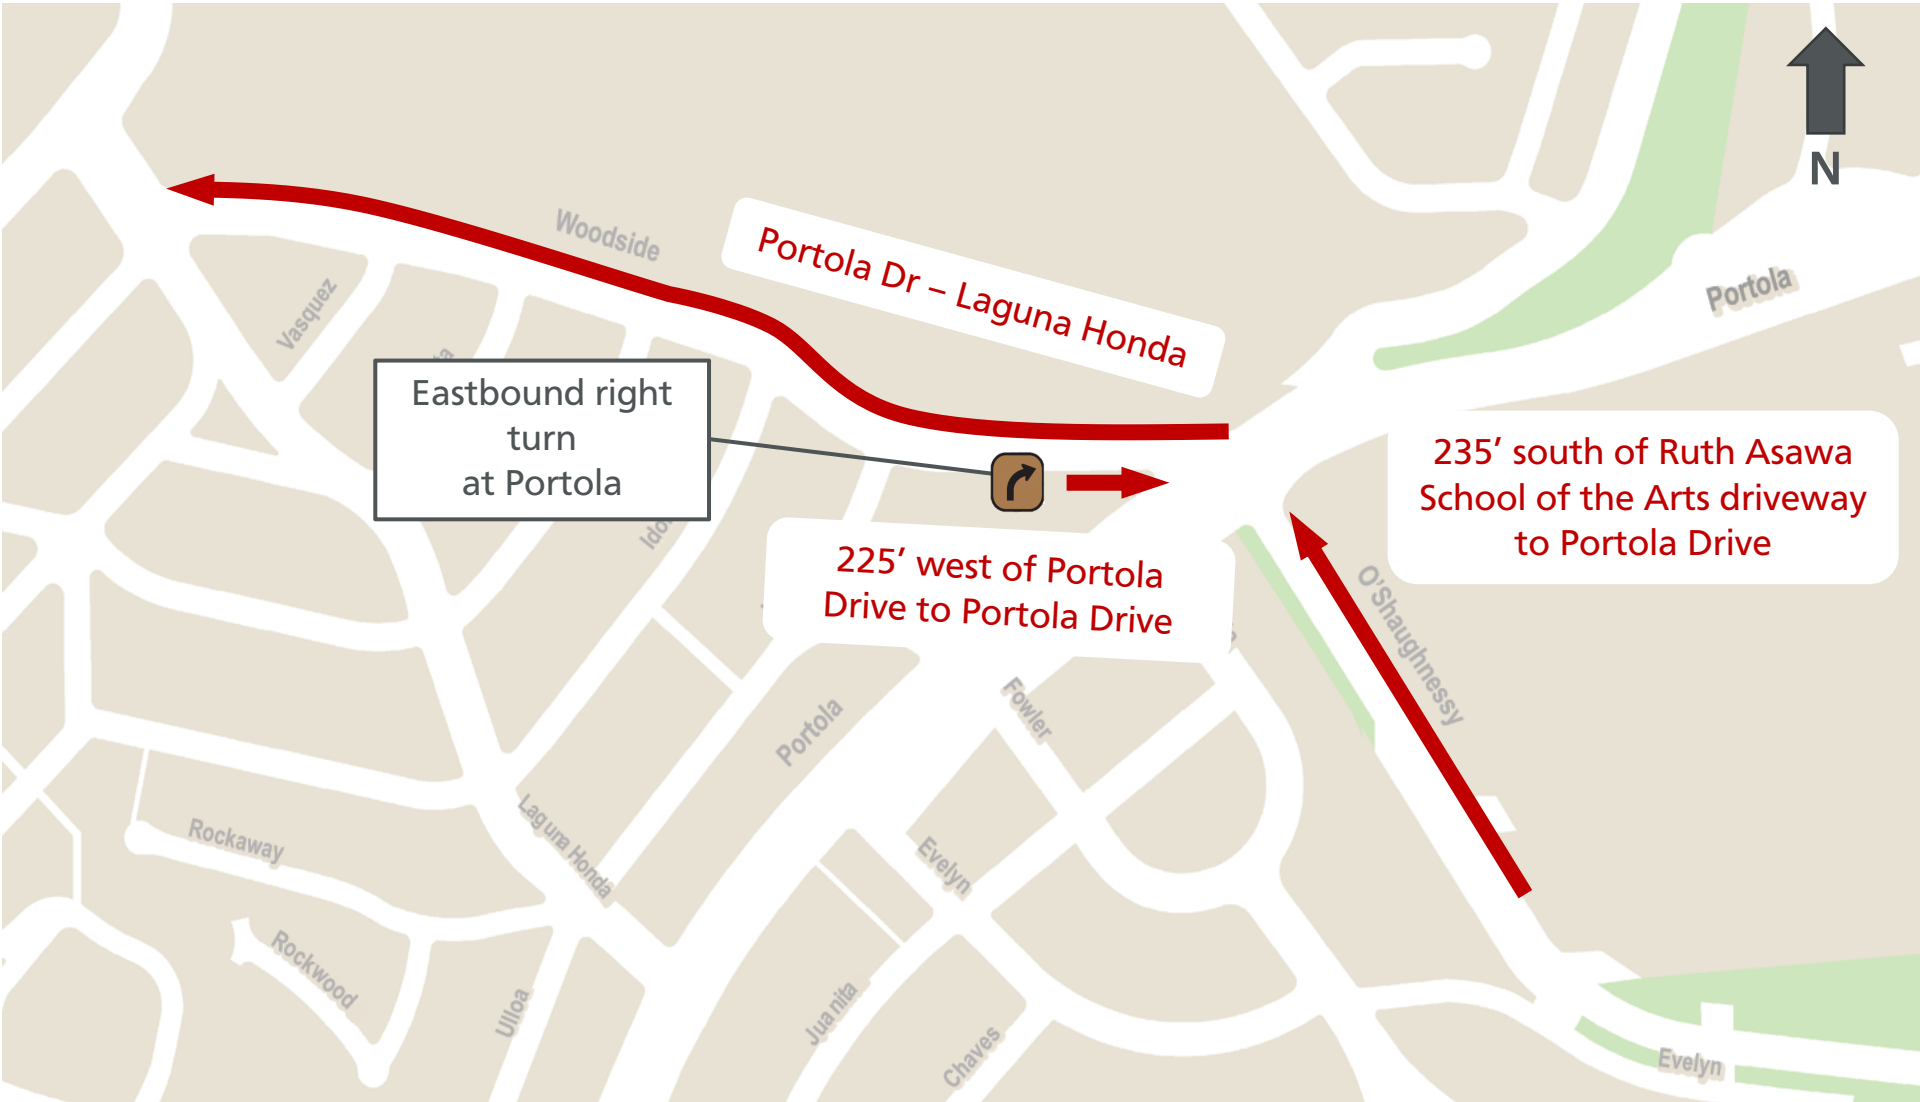 N
Woodside
Portola Dr – Laguna Honda
Portola
Vasquez
ta
Eastbound right
turn
at Portola
235’ south of Ruth Asawa
School of the Arts driveway
to Portola Drive
Ido
225’ west of Portola
Drive to Portola Drive
O'Shaughnessy
Fowler
Portola
Laguna Honda
Rockaway
Evelyn
Rockwood
Ulloa
Juanita
Chaves
Evelyn